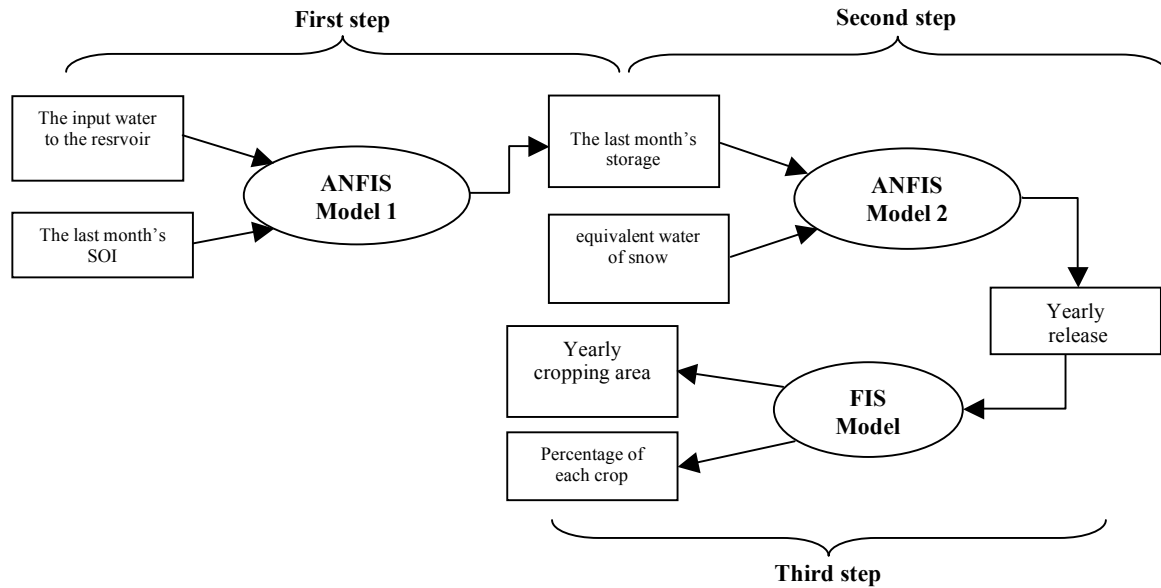 First step
Second step
The input water
to the resrvoir
The last month's
SOI
ANFIS
Model 1
The last month's
storage
equivalent water
of snow
ANFIS
Model 2
Yearly
release
FIS
Model
Yearly
cropping area
Percentage of
each crop
Third step